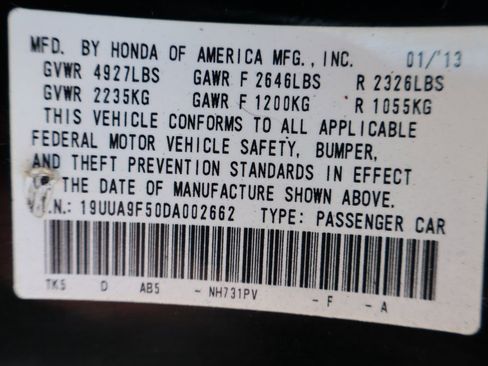 MFD. BY HONDA OF AMERICA MFG., INC. 01/'13
GVWR 4927LBS GAWR F 2646LBS R 2326LBS
GVWR 2235KG GAWR F 1200KG R 1055KG
THIS VEHICLE CONFORMS TO ALL APPLICABLE
FEDERAL MOTOR VEHICLE SAFETY, BUMPER,
AND THEFT PREVENTION STANDARDS IN EFFECT
THE DATE OF MANUFACTURE SHOWN ABOVE.
.N.: 19UUA9F50DA002662 TYPE: PASSENGER CAR
TK5 D AB5 - NH731PV - F - A